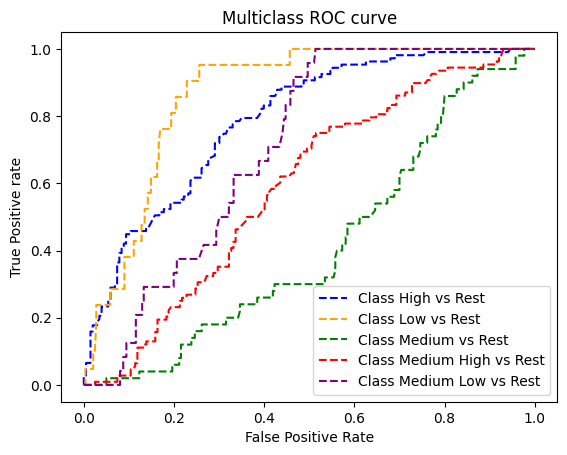 Multiclass ROC curve
True Positive rate
1.0
0.8
0.6
0.4
0.2
0.0
Class High vs Rest
Class Low vs Rest
Class Medium vs Rest
Class Medium High vs Rest
Class Medium Low vs Rest
0.0 0.2 0.4 0.6 0.8 1.0
False Positive Rate